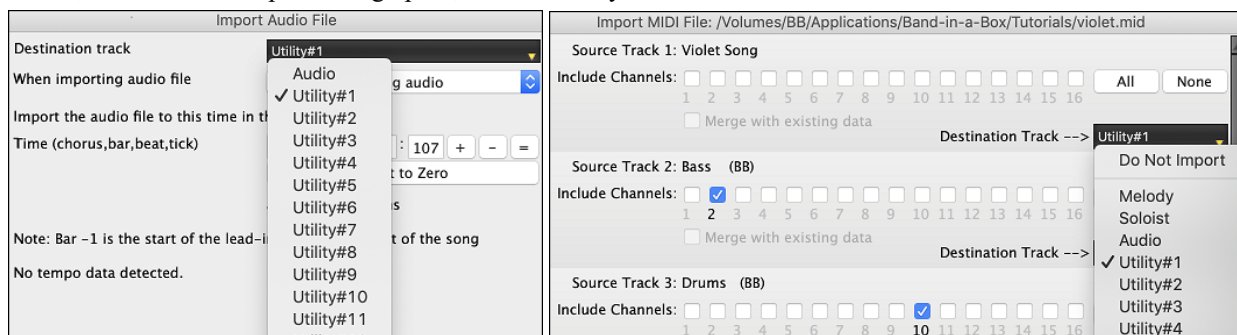 Import Audio File
Destination track
Utility#1
Audio
When importing audio file
g audio
✓ Utility#1
Utility#2
Import the audio file to this time in t
Utility#3
Time (chorus,bar,beat,tick)
: 107 + - =
Utility#4
t to Zero
Utility#5
Utility#6
s
Utility#7
Note: Bar -1 is the start of the lead-i
t of the song
Utility#8
Utility#9
No tempo data detected.
Utility#10
Utility#11
Import MIDI File: /Volumes/BB/Applications/Band-in-a-Box/Tutorials/violet.mid
Source Track 1: Violet Song
Include Channels:
All None
1 2 3 4 5 6 7 8 9 10 11 12 13 14 15 16
Merge with existing data
Destination Track --> Utility#1
Do Not Import
Source Track 2: Bass (BB)
Include Channels:
Melody
1 2 3 4 5 6 7 8 9 10 11 12 13 14 15 16
Soloist
Merge with existing data
Audio
Destination Track -->
✓ Utility#1
Source Track 3: Drums (BB)
Utility#2
Include Channels:
Utility#3
1 2 3 4 5 6 7 8 9 10 11 12 13 14 15 16
Utility#4